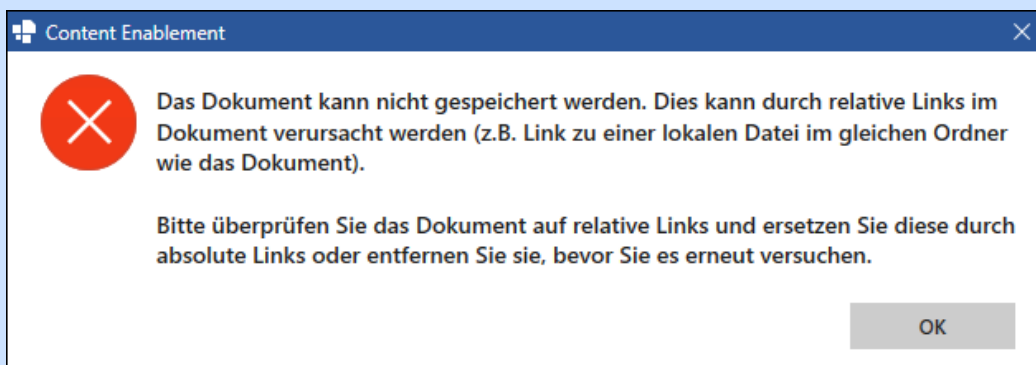 Content Enablement
Das Dokument kann nicht gespeichert werden. Dies kann durch relative Links im
Dokument verursacht werden (z.B. Link zu einer lokalen Datei im gleichen Ordner
wie das Dokument).
Bitte überprüfen Sie das Dokument auf relative Links und ersetzen Sie diese durch
absolute Links oder entfernen Sie sie, bevor Sie es erneut versuchen.
OK